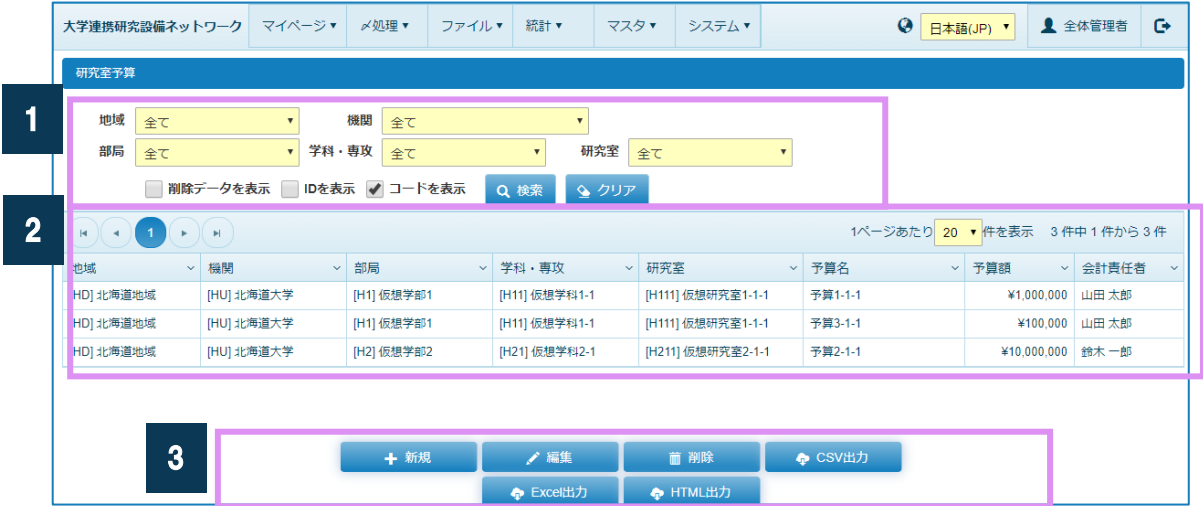 大学連携研究設備ネットワーク マイページ▼ 〆処理▼ ファイル▼ 統計▼ マスタ▼ システム▼ 日本語(JP) ▼ 全体管理者
研究室予算
1
地域 全て ▼ 機関 全て ▼
部局 全て ▼ 学科・専攻 全て ▼ 研究室 全て ▼
削除データを表示 IDを表示 コードを表示 検索 クリア
2
1 1ページあたり 20 ▼ 件を表示 3 件中 1 件から 3 件
地域 機関 部局 学科・専攻 研究室 予算名 予算額 会計責任者
HD] 北海道地域 [HU] 北海道大学 [H1] 仮想学部1 [H11] 仮想学科1-1 [H111] 仮想研究室1-1-1 予算1-1-1 ¥1,000,000 山田 太郎
HD] 北海道地域 [HU] 北海道大学 [H1] 仮想学部1 [H11] 仮想学科1-1 [H111] 仮想研究室1-1-1 予算3-1-1 ¥100,000 山田 太郎
HD] 北海道地域 [HU] 北海道大学 [H2] 仮想学部2 [H21] 仮想学科2-1 [H211] 仮想研究室2-1-1 予算2-1-1 ¥10,000,000 鈴木 一郎
3
新規 編集 削除 CSV出力
Excel出力 HTML出力